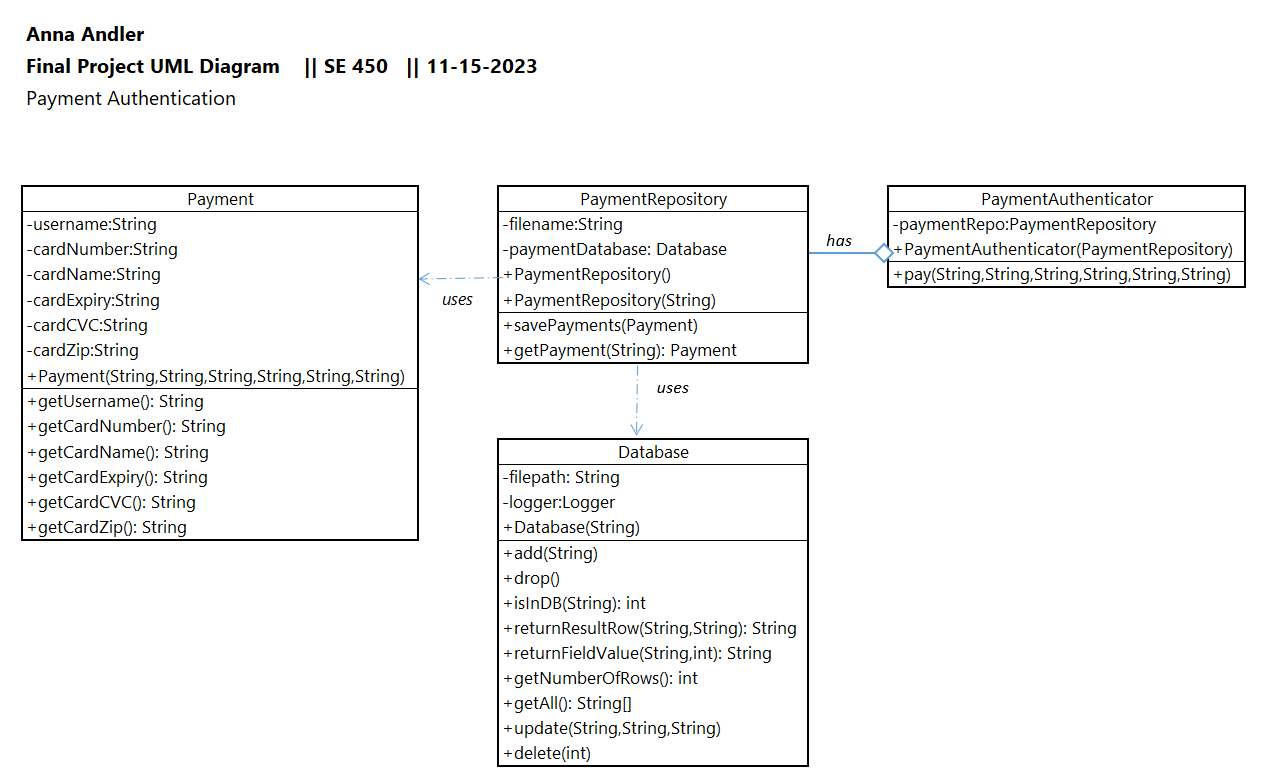 Anna Andler
Final Project UML Diagram || SE 450 || 11-15-2023
Payment Authentication
Payment
-username:String
-cardNumber:String
-cardName:String
-cardExpiry:String
-cardCVC:String
-cardZip:String
+Payment(String,String,String,String,String,String)
+getUsername(): String
+getCardNumber(): String
+getCardName(): String
+getCardExpiry(): String
+getCardCVC(): String
+getCardZip(): String
uses
PaymentRepository
-filename:String
-paymentDatabase: Database
+PaymentRepository()
+PaymentRepository(String)
+savePayments(Payment)
+getPayment(String): Payment
has
PaymentAuthenticator
-paymentRepo:PaymentRepository
+PaymentAuthenticator(PaymentRepository)
+pay(String,String,String,String,String,String)
uses
Database
-filepath: String
-logger:Logger
+Database(String)
+add(String)
+drop()
+isInDB(String): int
+returnResultRow(String,String): String
+returnFieldValue(String,int): String
+getNumberOfRows(): int
+getAll(): String[]
+update(String,String,String)
+delete(int)